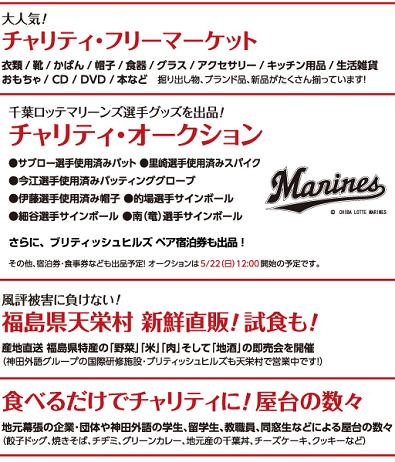 大人気!
チャリティ・フリーマーケット
衣類 / 靴 / かばん / 帽子 / 食器 / グラス / アクセサリー / キッチン用品 / 生活雑貨
おもちゃ / CD / DVD / 本など 掘り出し物、ブランド品、新品がたくさん揃っています!
千葉ロッテマリーンズ選手グッズを出品!
チャリティ・オークション
●サブロー選手使用済みバット ●里崎選手使用済みスパイク
●今江選手使用済みバッティンググローブ
●伊藤選手使用済み帽子 ●的場選手サインボール
●細谷選手サインボール ●南(竜)選手サインボール
Marines
© CHIBA LOTTE MARINES
さらに、ブリティッシュヒルズ ペア宿泊券も出品!
その他、宿泊券・食事券なども出品予定! オークションは 5/22(日)12:00 開始の予定です。
風評被害に負けない!
福島県天栄村 新鮮直販! 試食も!
産地直送 福島県特産の「野菜」「米」「肉」そして「地酒」の即売会を開催
(神田外語グループの国際研修施設・ブリティッシュヒルズも天栄村で営業中です!)
食べるだけでチャリティに! 屋台の数々
地元幕張の企業・団体や神田外語の学生、留学生、教職員、同窓生などによる屋台の数々
(餃子ドッグ、焼きそば、チヂミ、グリーンカレー、地元産の千葉丼、チーズケーキ、クッキーなど)